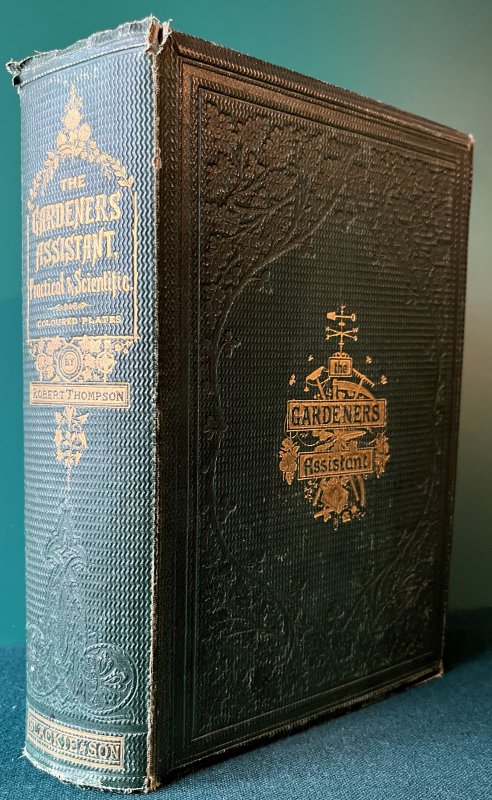 THE
GARDENERS
ASSISTANT,
Practical & Scientific.
COLOURED PLATES
BY
ROBERT THOMPSON
BLACKIE & SON
the
GARDENERS
Assistant